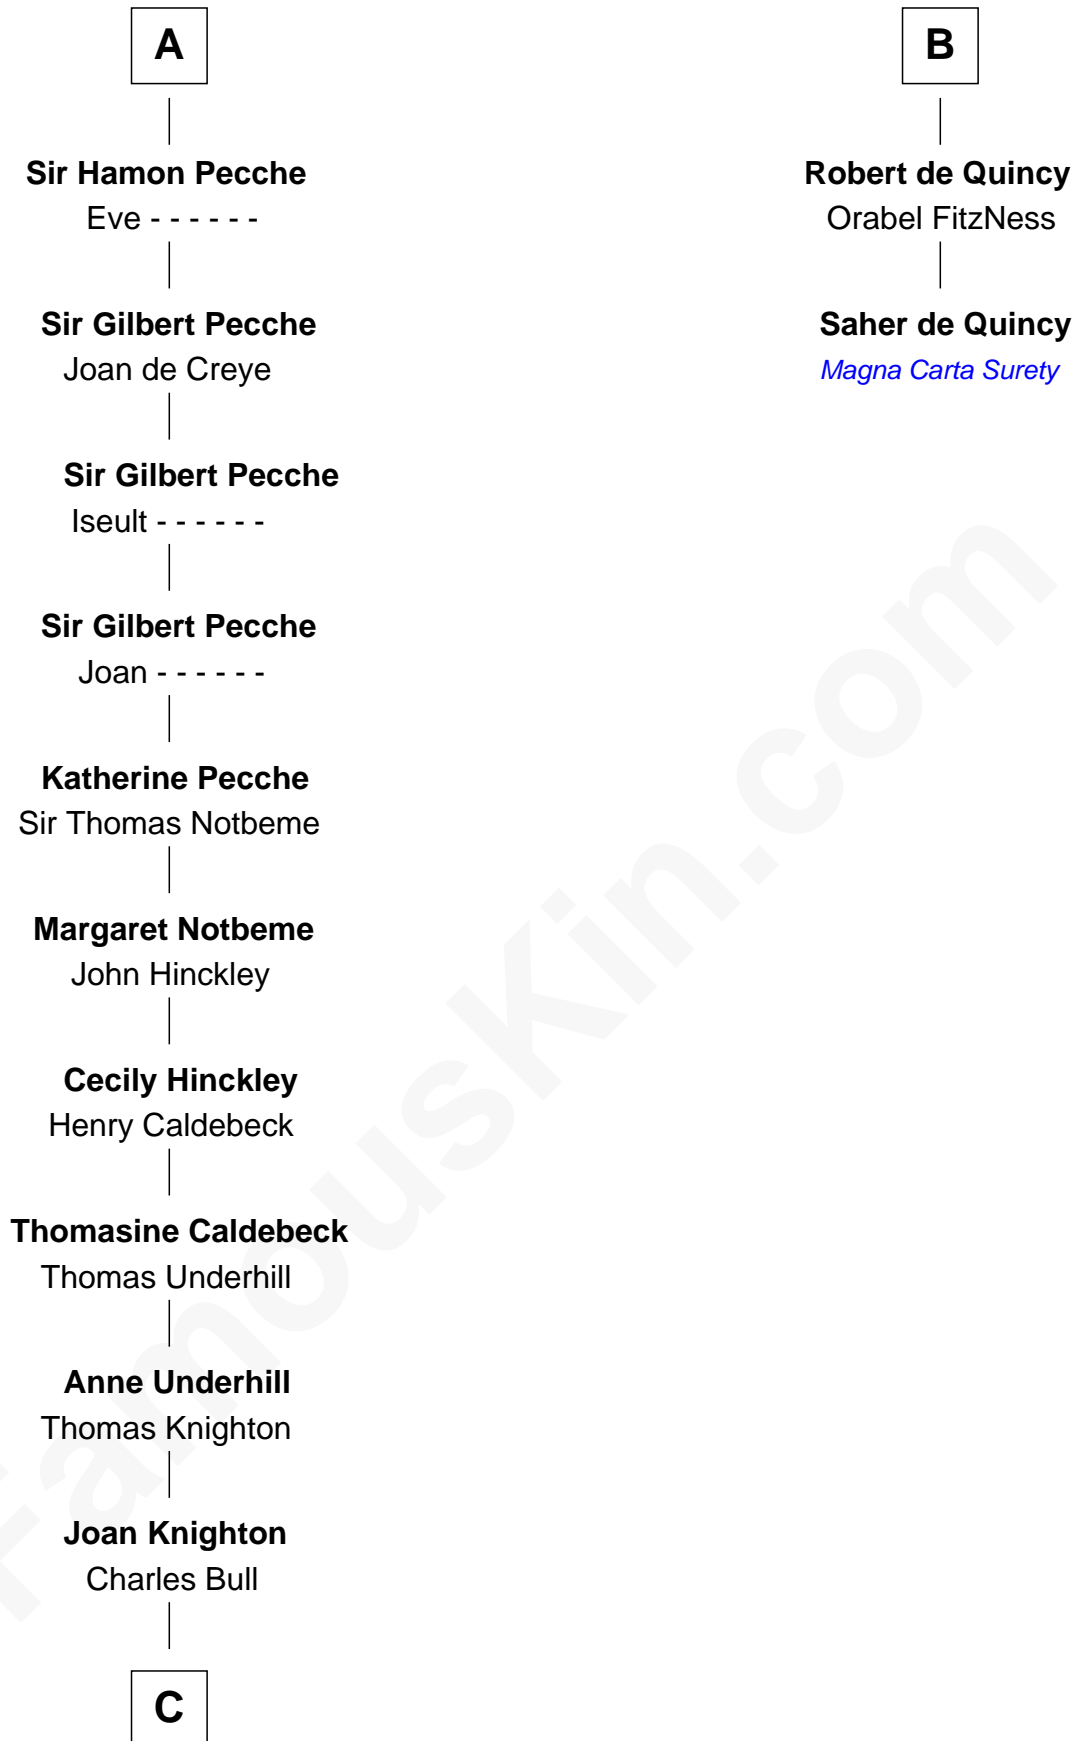 A
Sir Hamon Pecche
Eve - - - - - -
Sir Gilbert Pecche
Joan de Creye
Sir Gilbert Pecche
Iseult - - - - - -
Sir Gilbert Pecche
Joan - - - - - -
Katherine Pecche
Sir Thomas Notbeme
Margaret Notbeme
John Hinckley
Cecily Hinckley
Henry Caldebeck
Thomasine Caldebeck
Thomas Underhill
Anne Underhill
Thomas Knighton
Joan Knighton
Charles Bull
C
B
Robert de Quincy
Orabel FitzNess
Saher de Quincy
Magna Carta Surety
FamousKin.com